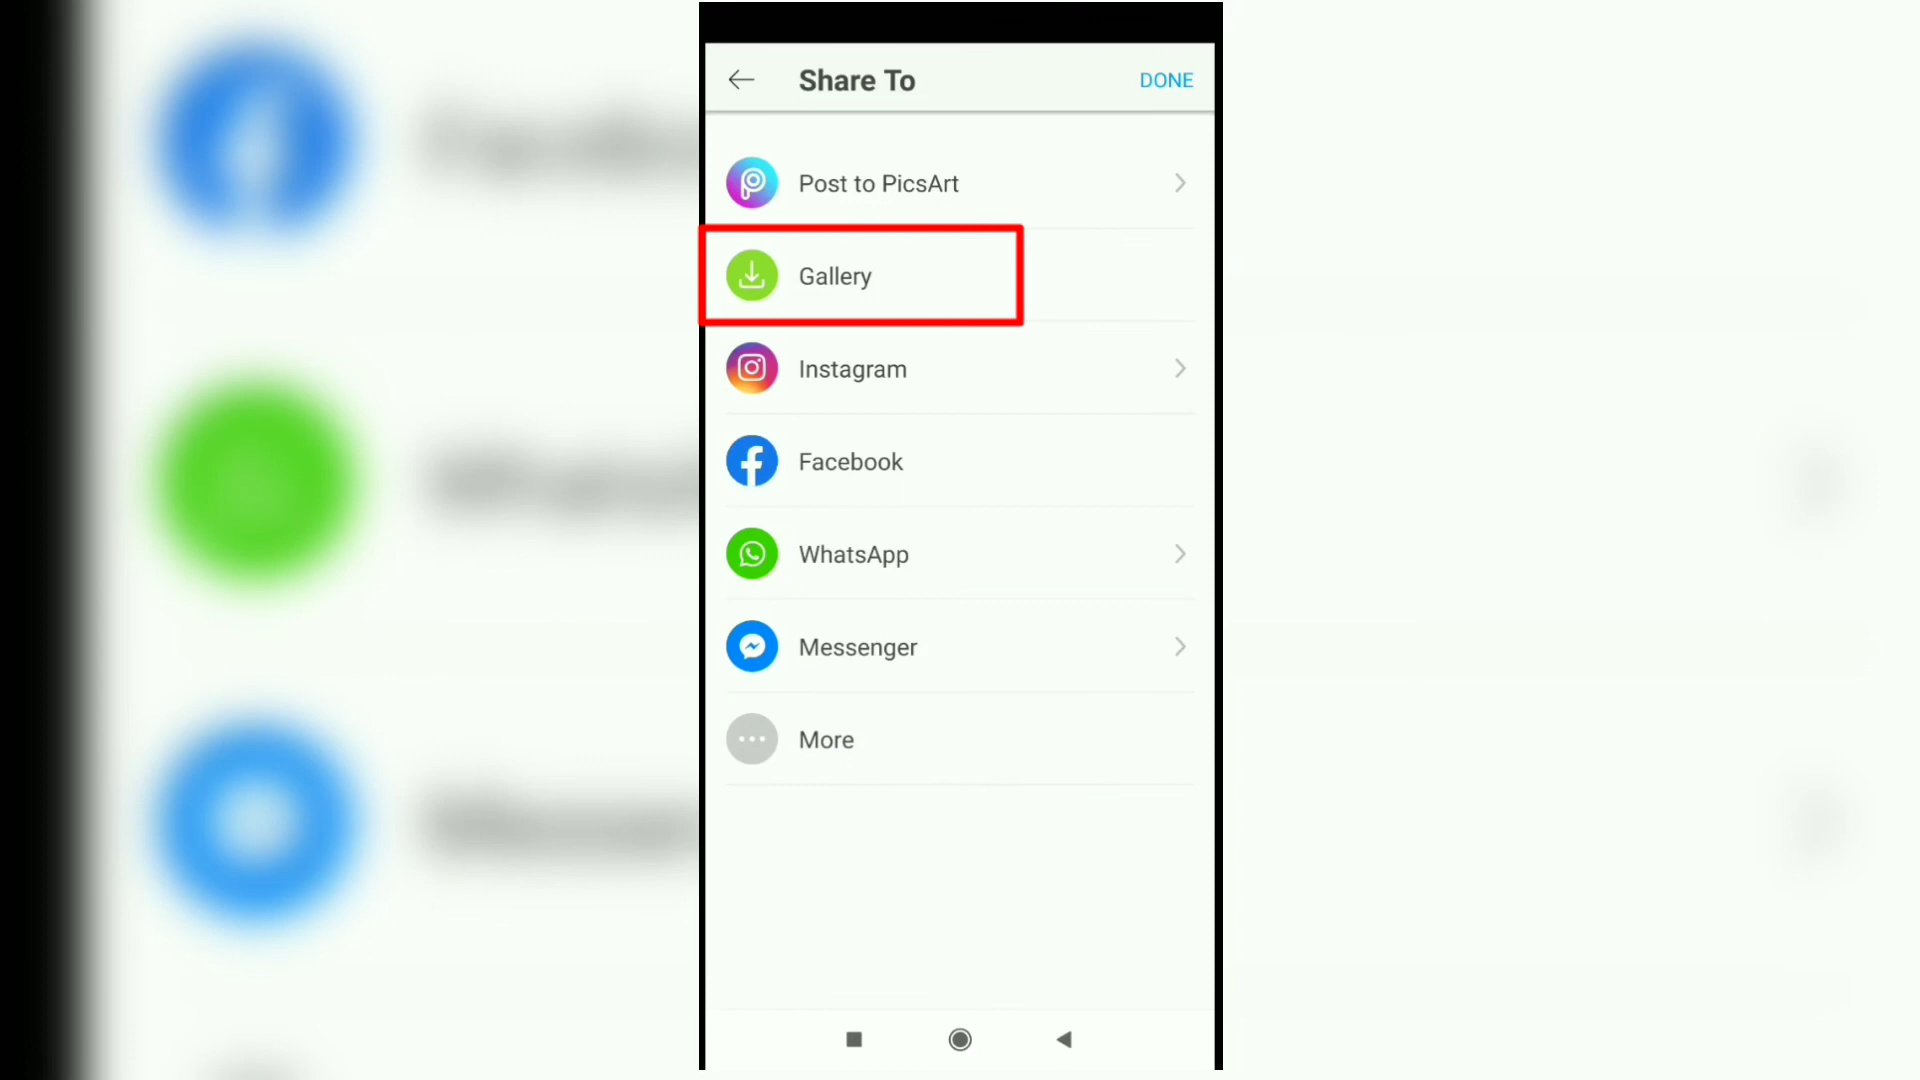 Share To
DONE
Post to PicsArt
Gallery
Instagram
Facebook
WhatsApp
Messenger
More